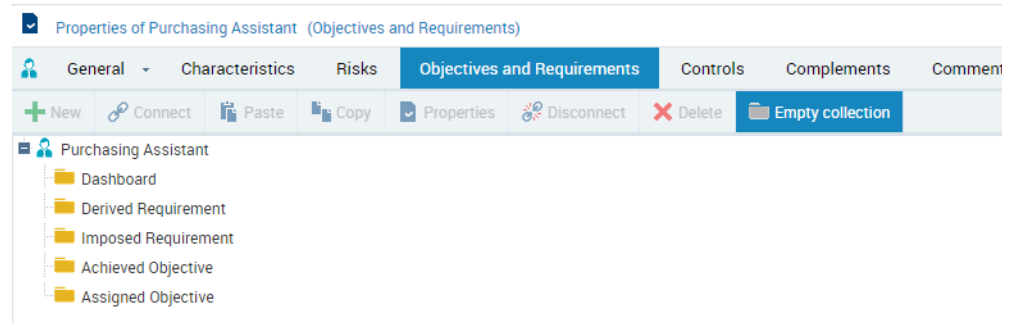 Properties of Purchasing Assistant (Objectives and Requirements)
General Characteristics Risks Objectives and Requirements Controls Complements Comment
New Connect Paste Copy Properties Disconnect Delete Empty collection
Purchasing Assistant
Dashboard
Derived Requirement
Imposed Requirement
Achieved Objective
Assigned Objective